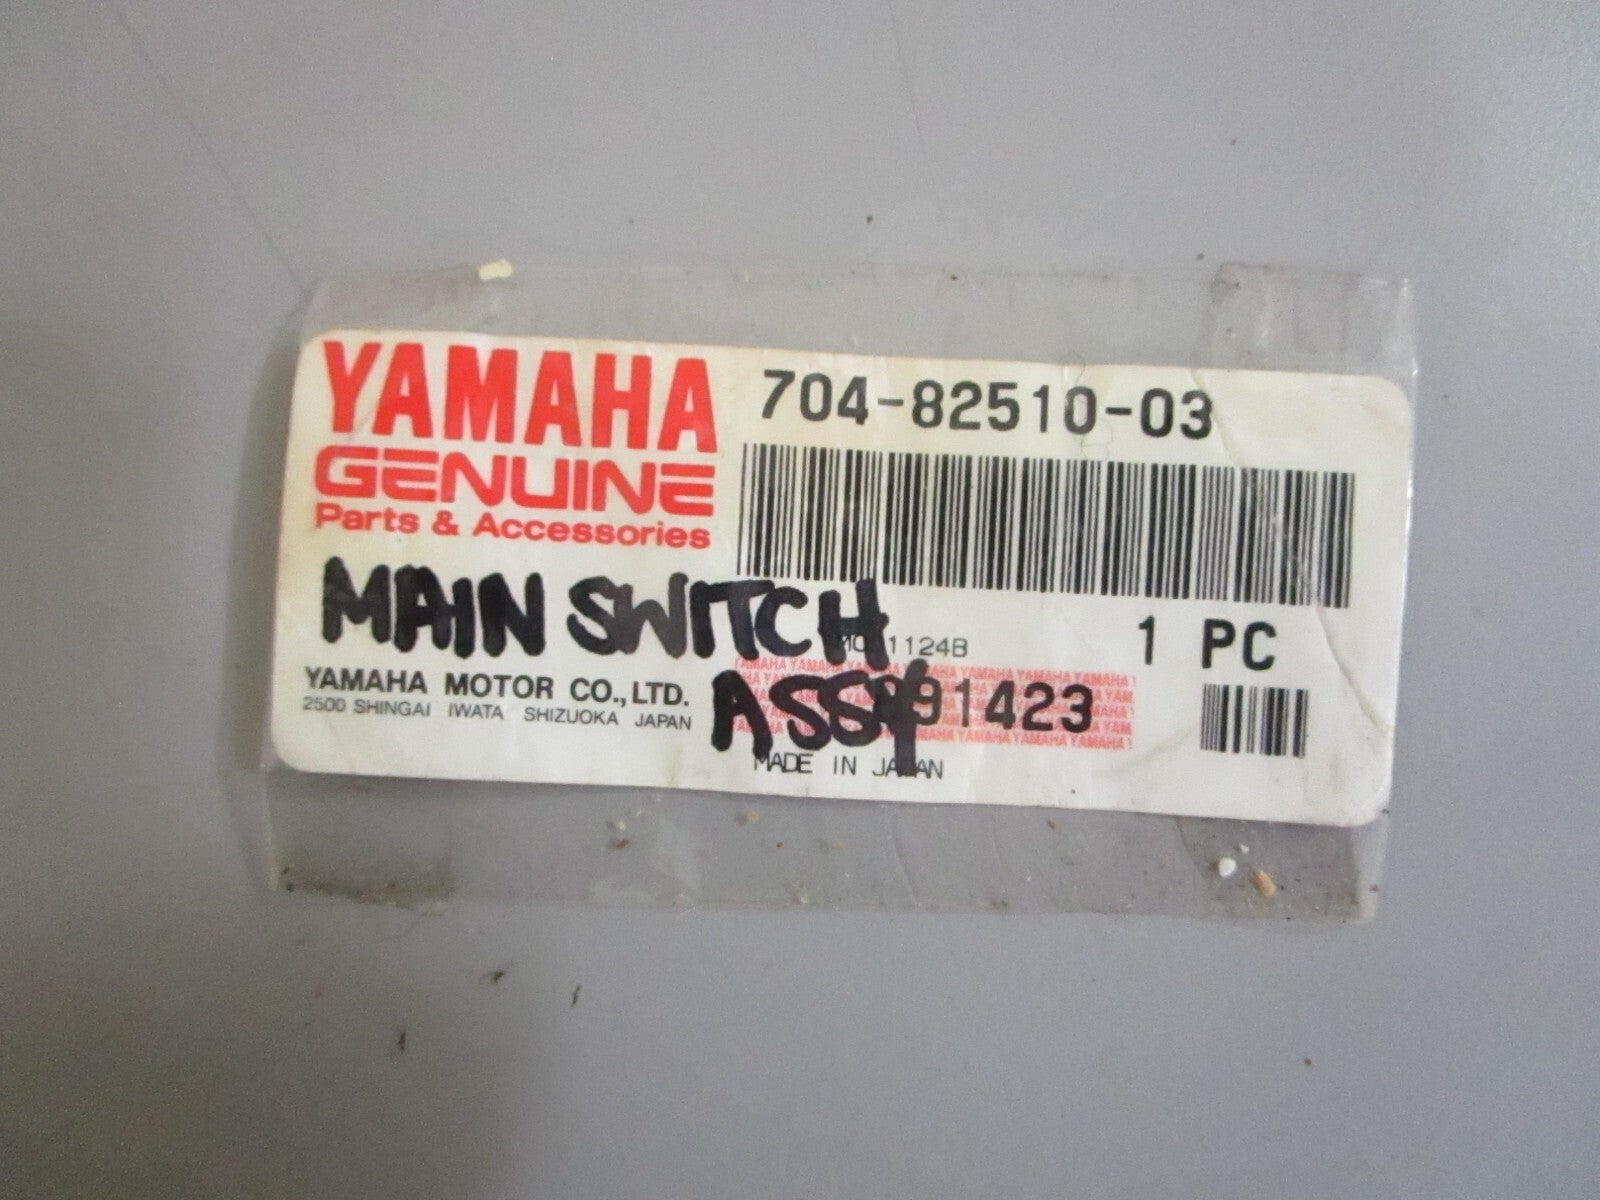 YAMAHA
GENUINE
Parts & Accessories
704-82510-03
MAIN SWITCH
ASSY
1124B
1 PC
YAMAHA MOTOR CO., LTD.
2500 SHINGAI IWATA SHIZUOKA JAPAN
91423
MADE IN JAPAN